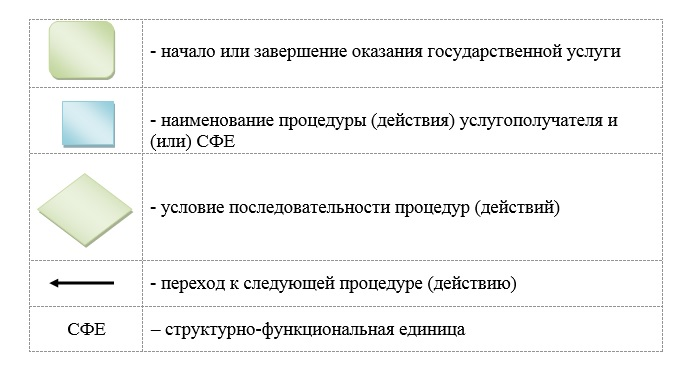 - начало или завершение оказания государственной услуги
- наименование процедуры (действия) услугополучателя и
(или) СФЕ
- условие последовательности процедур (действий)
- переход к следующей процедуре (действию)
СФЕ – структурно-функциональная единица